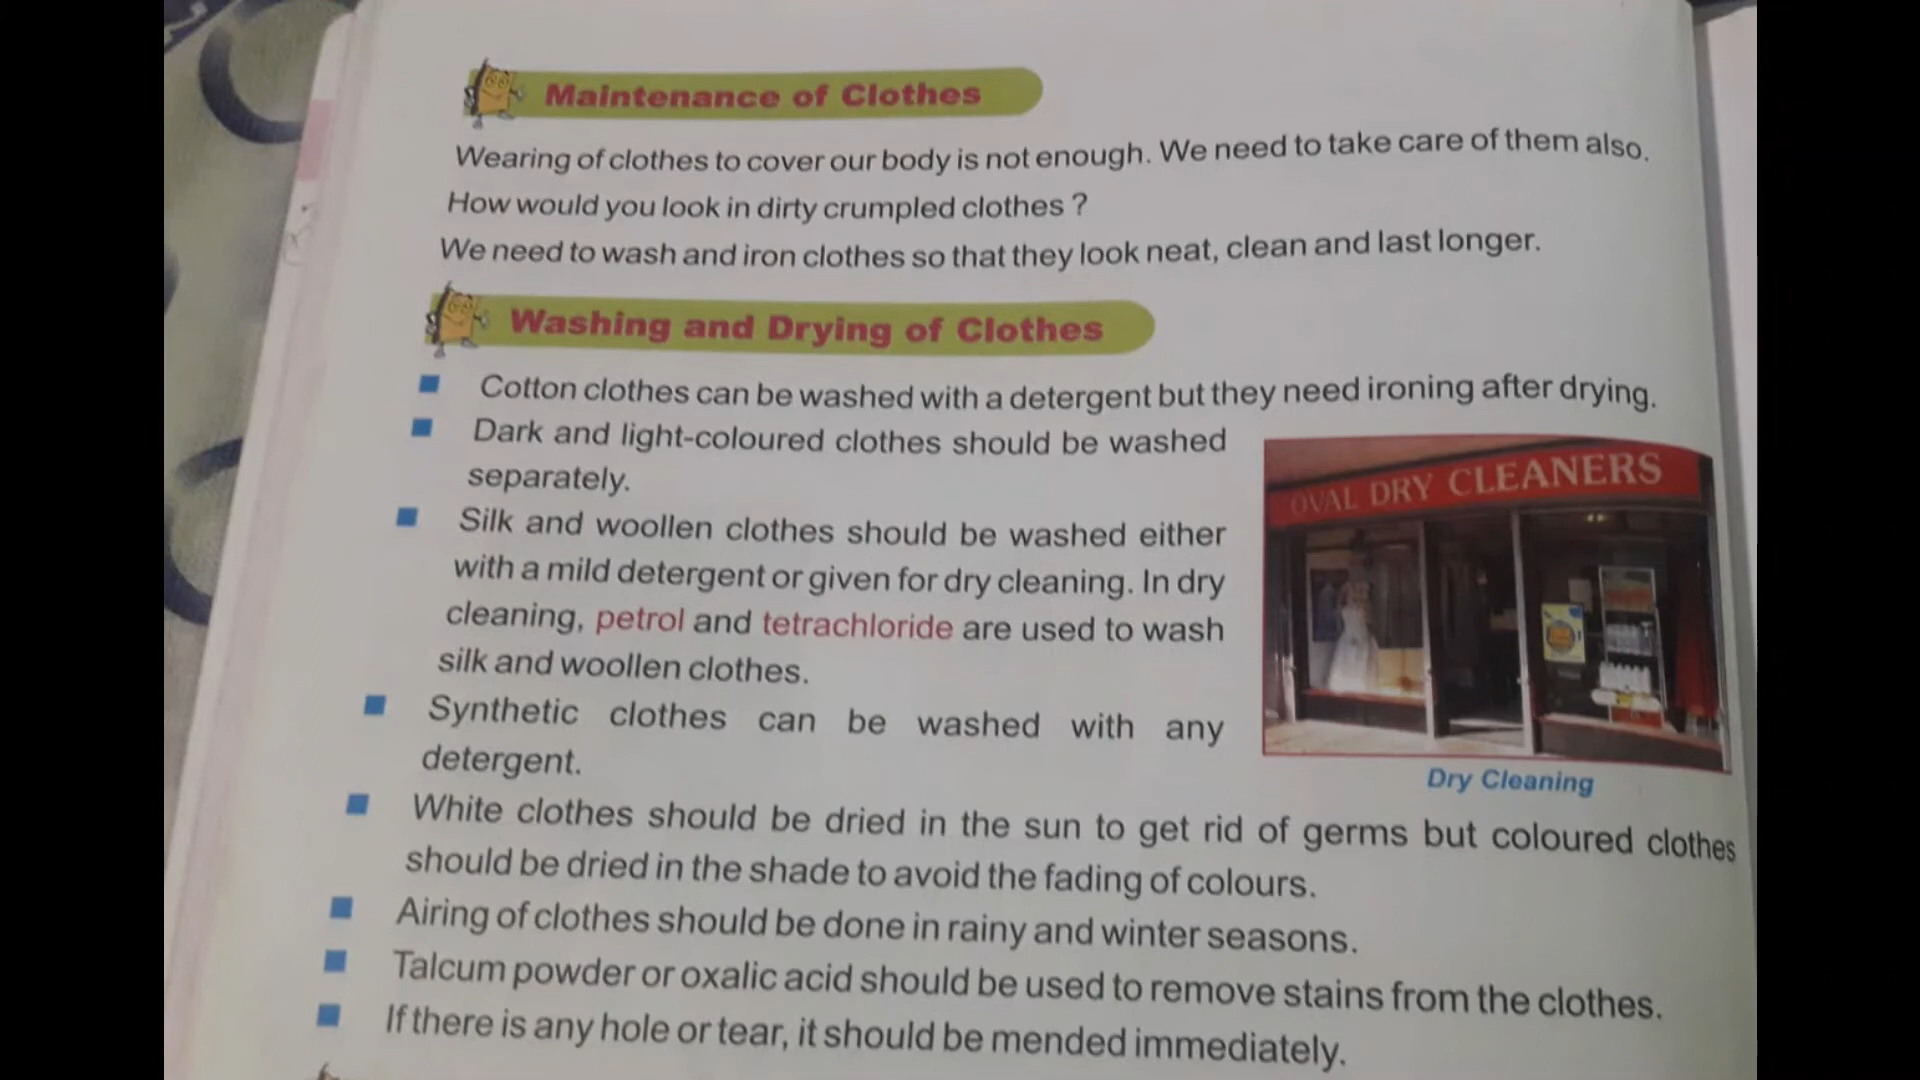 Maintenance of Clothes
Wearing of clothes to cover our body is not enough. We need to take care of them also.
How would you look in dirty crumpled clothes ?
We need to wash and iron clothes so that they look neat, clean and last longer.
Washing and Drying of Clothes
Cotton clothes can be washed with a detergent but they need ironing after drying.
Dark and light-coloured clothes should be washed
separately.
Silk and woollen clothes should be washed either
with a mild detergent or given for dry cleaning. In dry
cleaning, petrol and tetrachloride are used to wash
silk and woollen clothes.
Synthetic clothes can be washed with any
detergent.
OVAL DRY CLEANERS
Dry Cleaning
White clothes should be dried in the sun to get rid of germs but coloured clothes
should be dried in the shade to avoid the fading of colours.
Airing of clothes should be done in rainy and winter seasons.
Talcum powder or oxalic acid should be used to remove stains from the clothes.
If there is any hole or tear, it should be mended immediately.